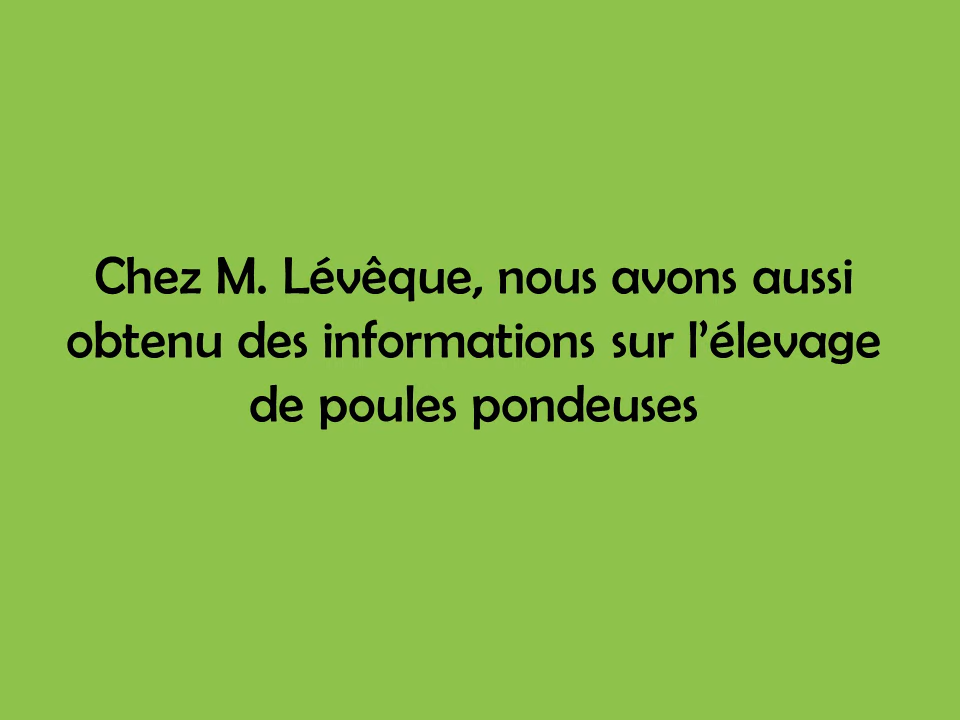 Chez M. Lévêque, nous avons aussi
obtenu des informations sur l’élevage
de poules pondeuses